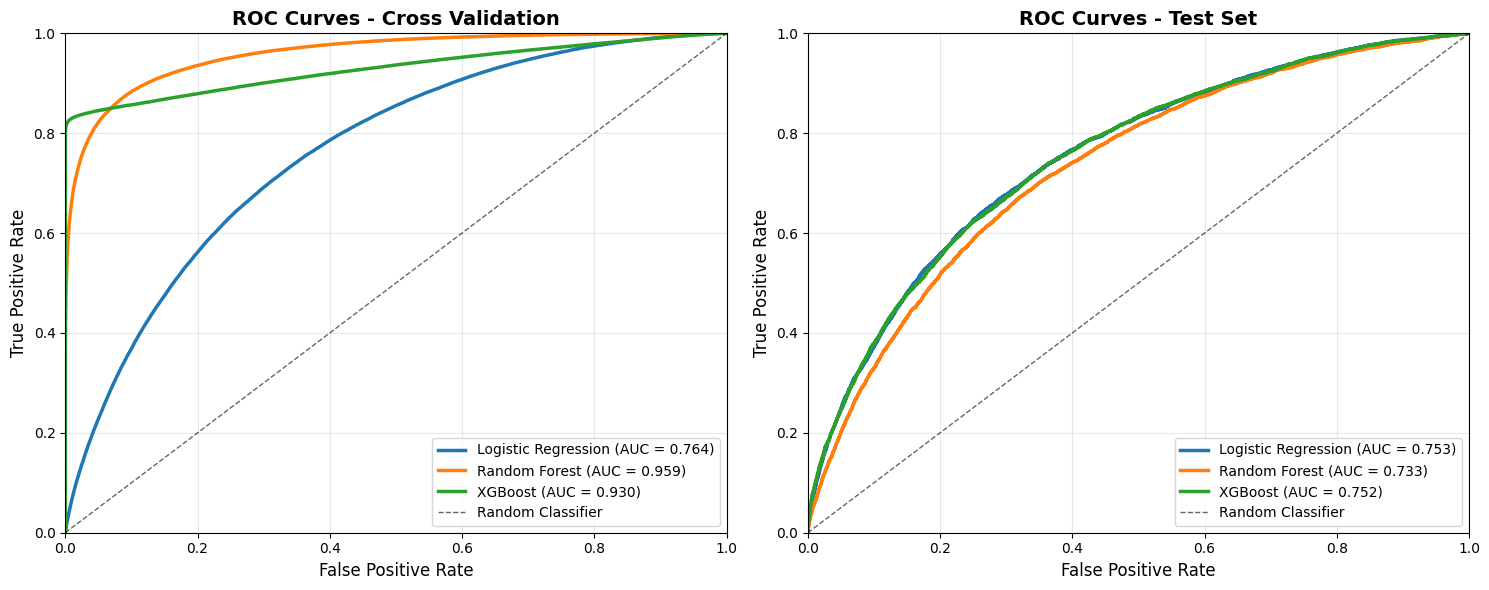 ROC Curves - Cross Validation
1.0
0.8
0.6
0.4
0.2
0.0
True Positive Rate
Logistic Regression (AUC = 0.764)
Random Forest (AUC = 0.959)
XGBoost (AUC = 0.930)
Random Classifier
0.0 0.2 0.4 0.6 0.8 1.0
False Positive Rate
ROC Curves - Test Set
1.0
0.8
0.6
0.4
0.2
0.0
True Positive Rate
Logistic Regression (AUC = 0.753)
Random Forest (AUC = 0.733)
XGBoost (AUC = 0.752)
Random Classifier
0.0 0.2 0.4 0.6 0.8 1.0
False Positive Rate